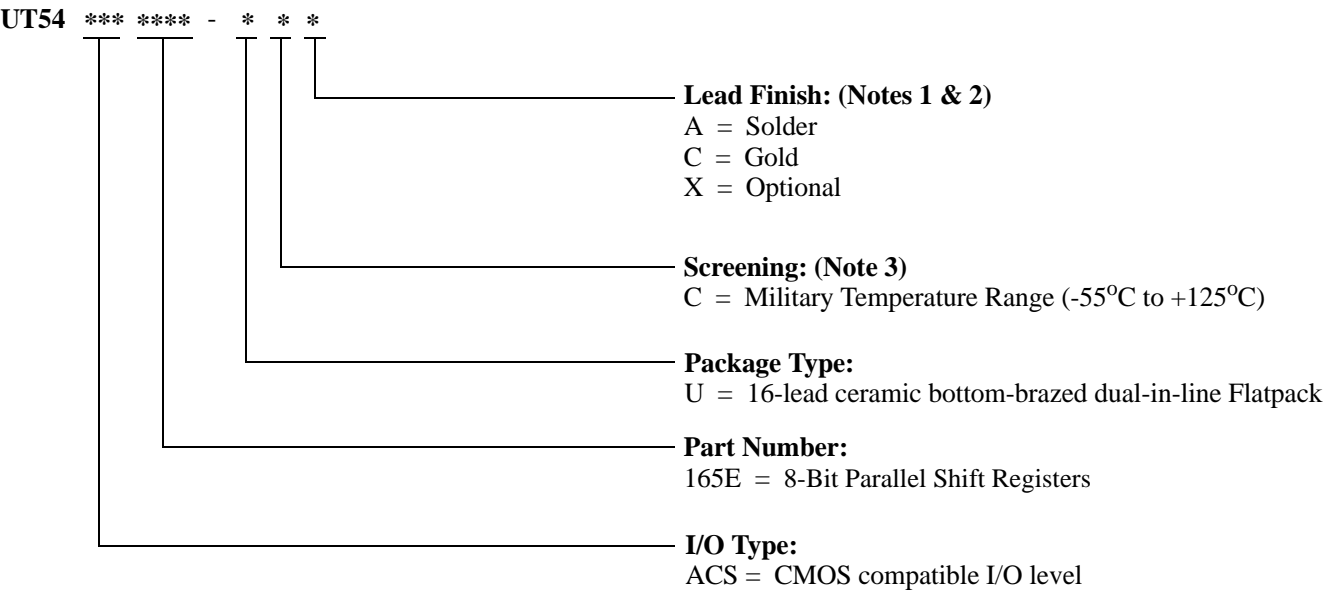 UT54 *** **** - * * *
Lead Finish: (Notes 1 & 2)
A = Solder
C = Gold
X = Optional
Screening: (Note 3)
C = Military Temperature Range (-55oC to +125oC)
Package Type:
U = 16-lead ceramic bottom-brazed dual-in-line Flatpack
Part Number:
165E = 8-Bit Parallel Shift Registers
I/O Type:
ACS = CMOS compatible I/O level